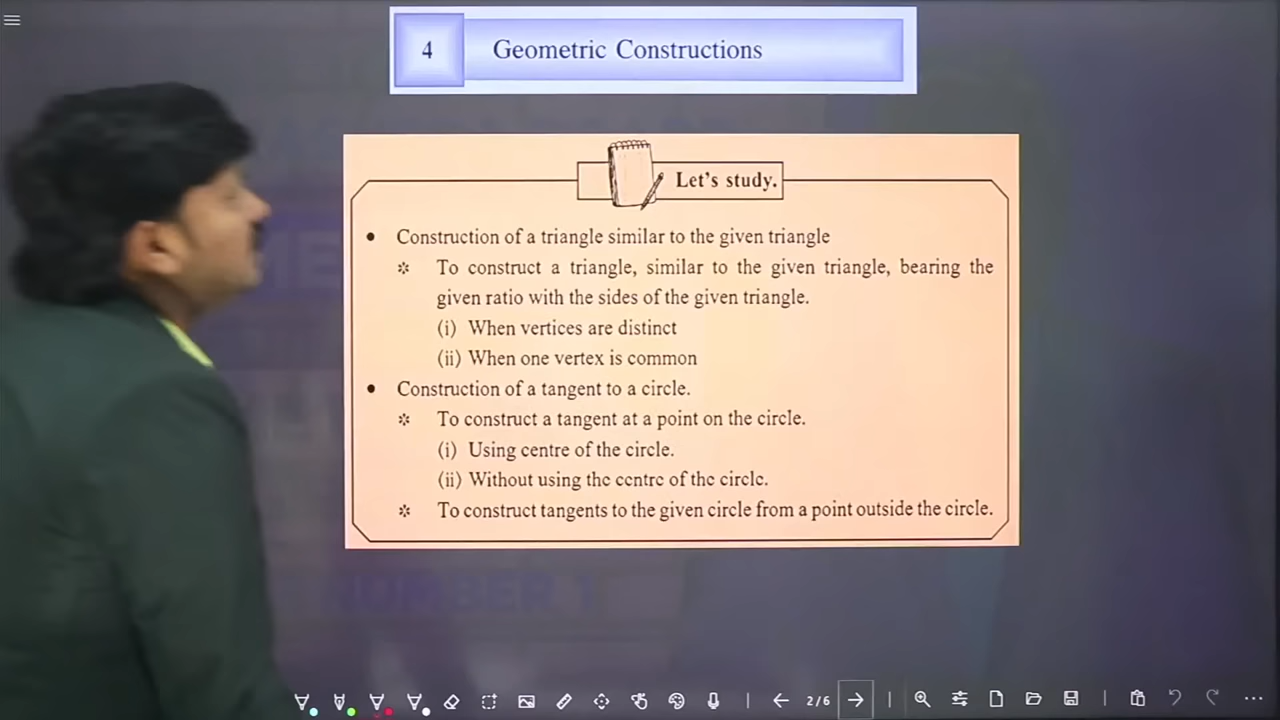 4 Geometric Constructions
Let's study.
• Construction of a triangle similar to the given triangle
* To construct a triangle, similar to the given triangle, bearing the
given ratio with the sides of the given triangle.
(i) When vertices are distinct
(ii) When one vertex is common
• Construction of a tangent to a circle.
* To construct a tangent at a point on the circle.
(i) Using centre of the circle.
(ii) Without using the centre of the circle.
* To construct tangents to the given circle from a point outside the circle.
NUMBER 1
2/6